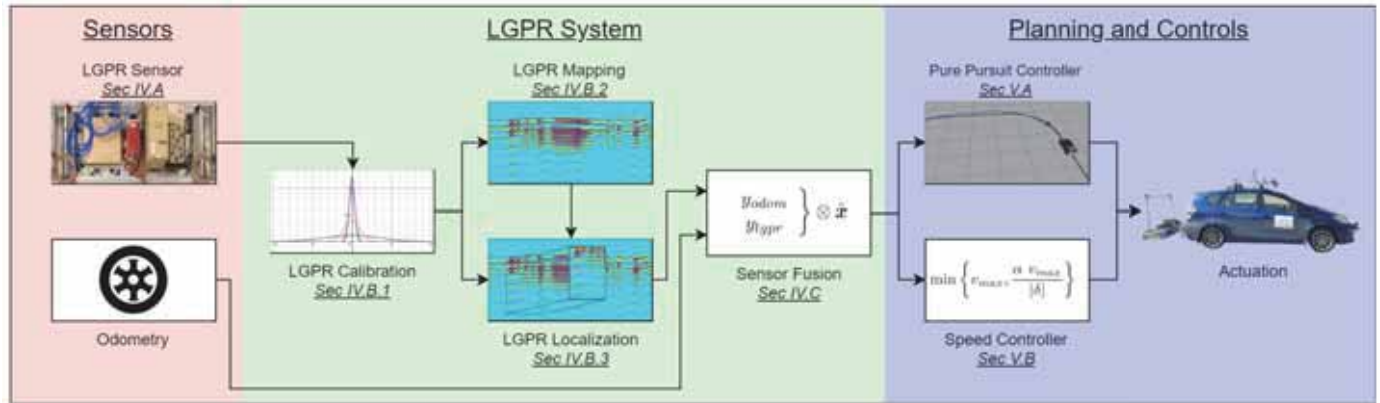 Sensors
LGPR Sensor
Sec IV.A
Odometry
LGPR System
LGPR Calibration
Sec IV.B.1
LGPR Mapping
Sec IV.B.2
LGPR Localization
Sec IV.B.3
y_odom
y_lgpr } ⊗ x̂
Sensor Fusion
Sec IV.C
Planning and Controls
Pure Pursuit Controller
Sec V.A
min { v_max, α v_max / |δ| }
Speed Controller
Sec V.B
Actuation